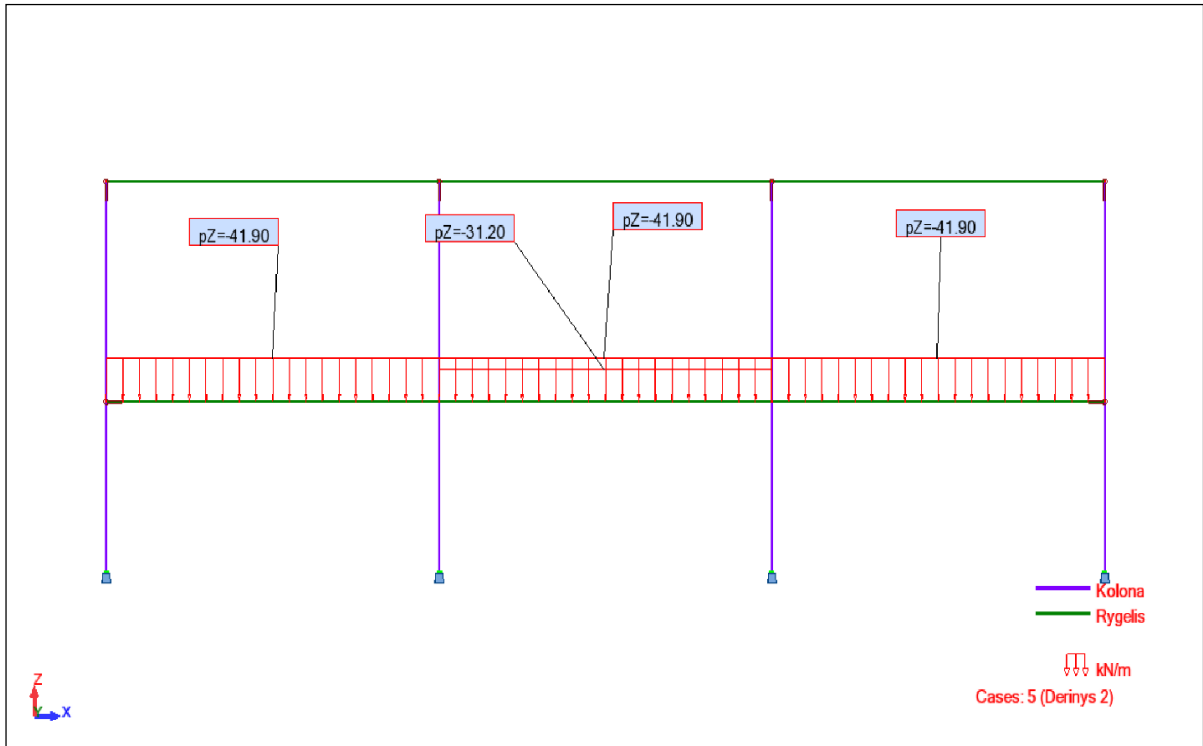 pZ=-41.90
pZ=-31.20
pZ=-41.90
pZ=-41.90
Kolona
Rygelis
kN/m
Cases: 5 (Derinys 2)
Z
Y
X